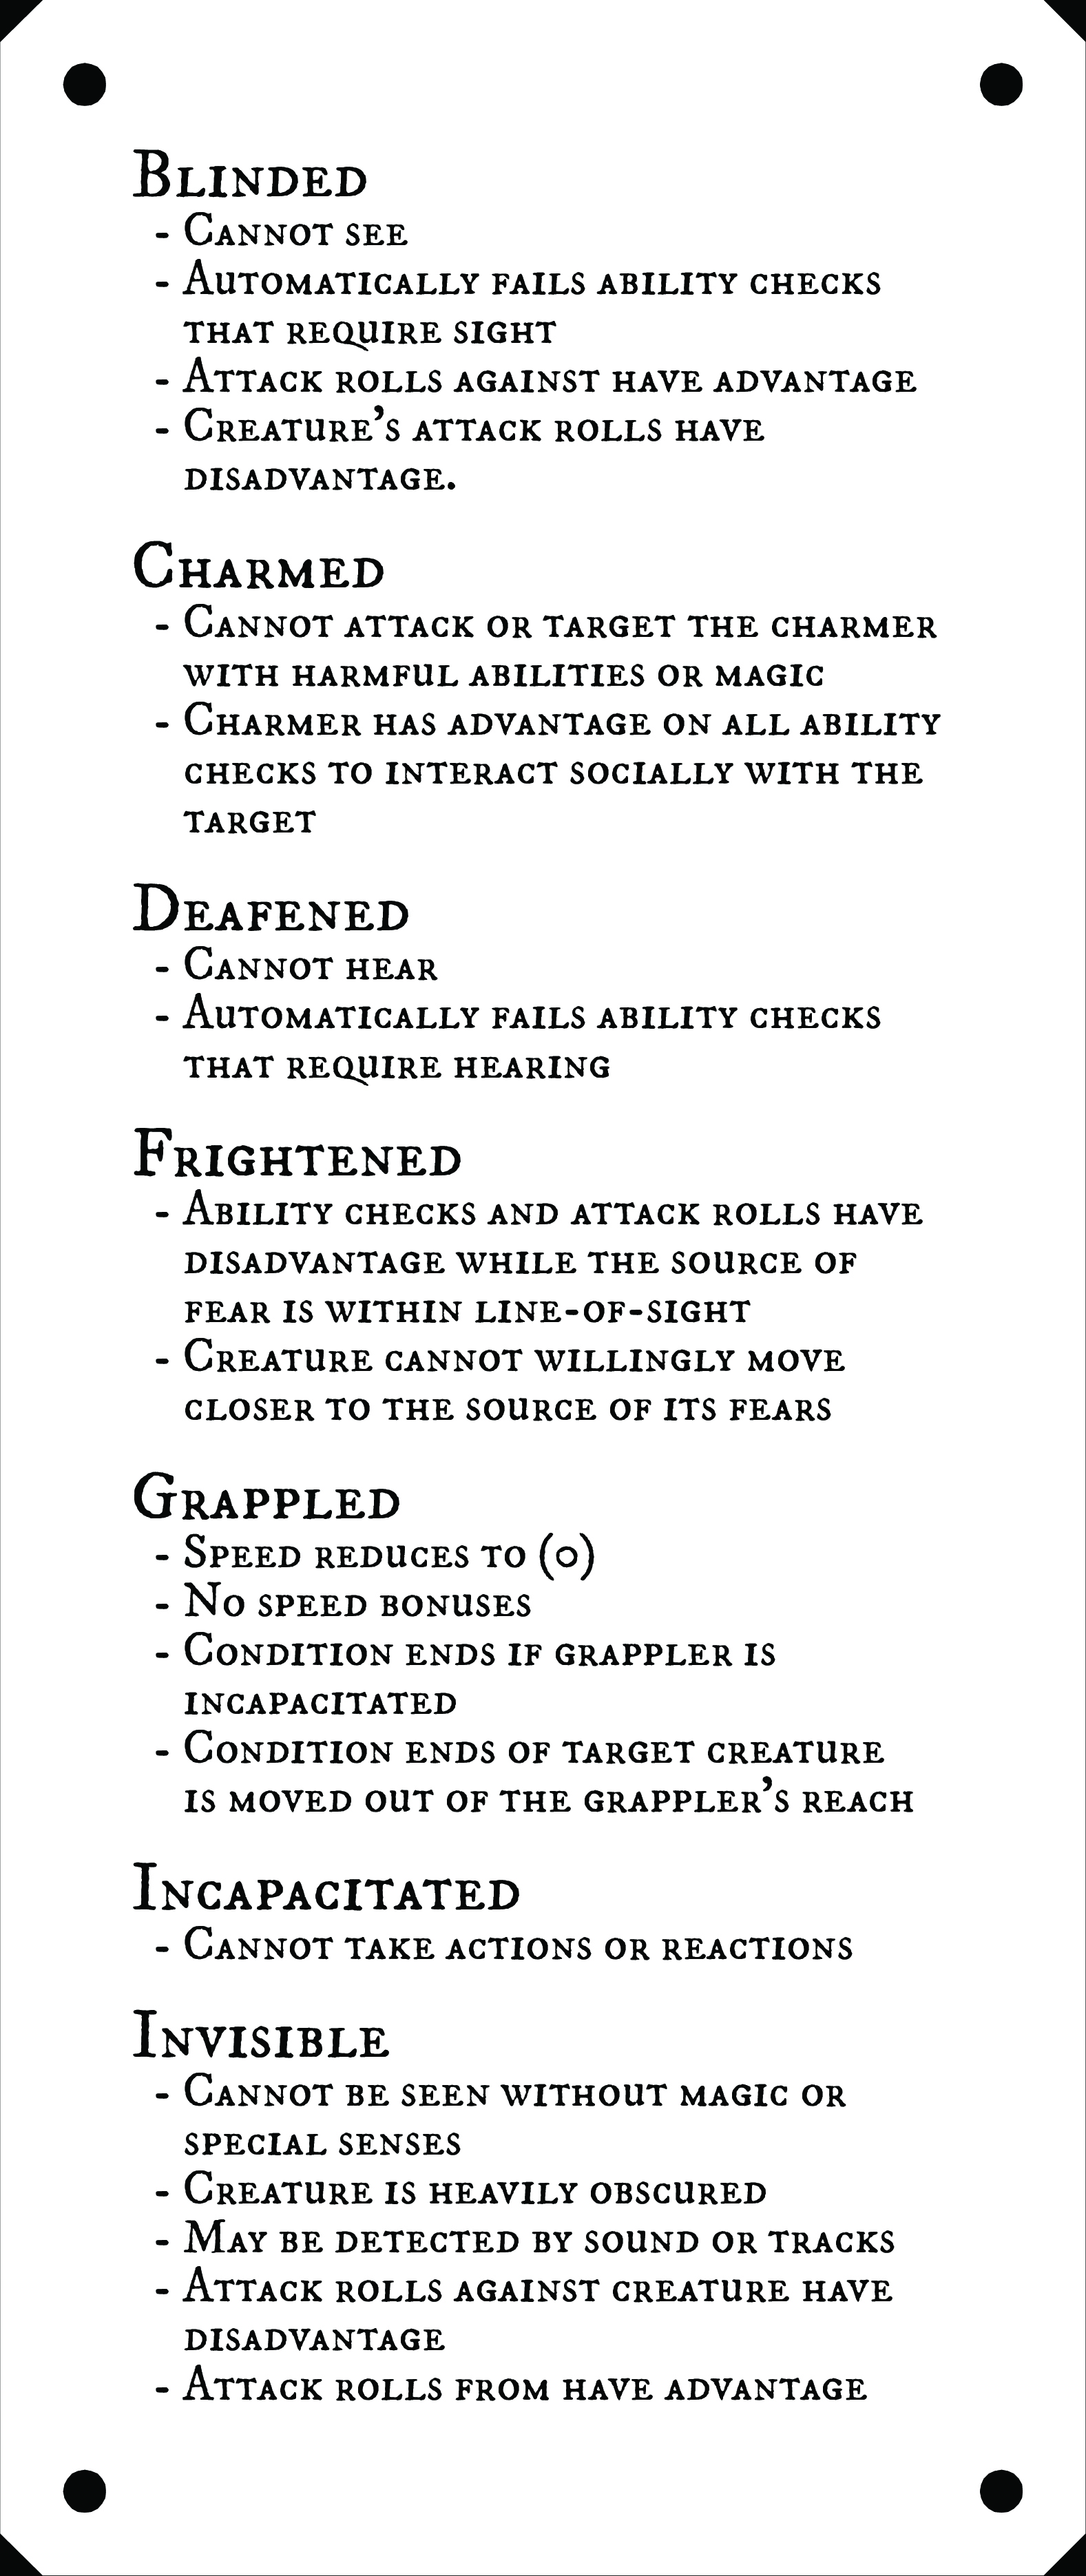 Blinded
- Cannot see
- Automatically fails ability checks
that require sight
- Attack rolls against have advantage
- Creature's attack rolls have
disadvantage.
Charmed
- Cannot attack or target the charmer
with harmful abilities or magic
- Charmer has advantage on all ability
checks to interact socially with the
target
Deafened
- Cannot hear
- Automatically fails ability checks
that require hearing
Frightened
- Ability checks and attack rolls have
disadvantage while the source of
fear is within line-of-sight
- Creature cannot willingly move
closer to the source of its fears
Grappled
- Speed reduces to (0)
- No speed bonuses
- Condition ends if grappler is
incapacitated
- Condition ends of target creature
is moved out of the grappler's reach
Incapacitated
- Cannot take actions or reactions
Invisible
- Cannot be seen without magic or
special senses
- Creature is heavily obscured
- May be detected by sound or tracks
- Attack rolls against creature have
disadvantage
- Attack rolls from have advantage